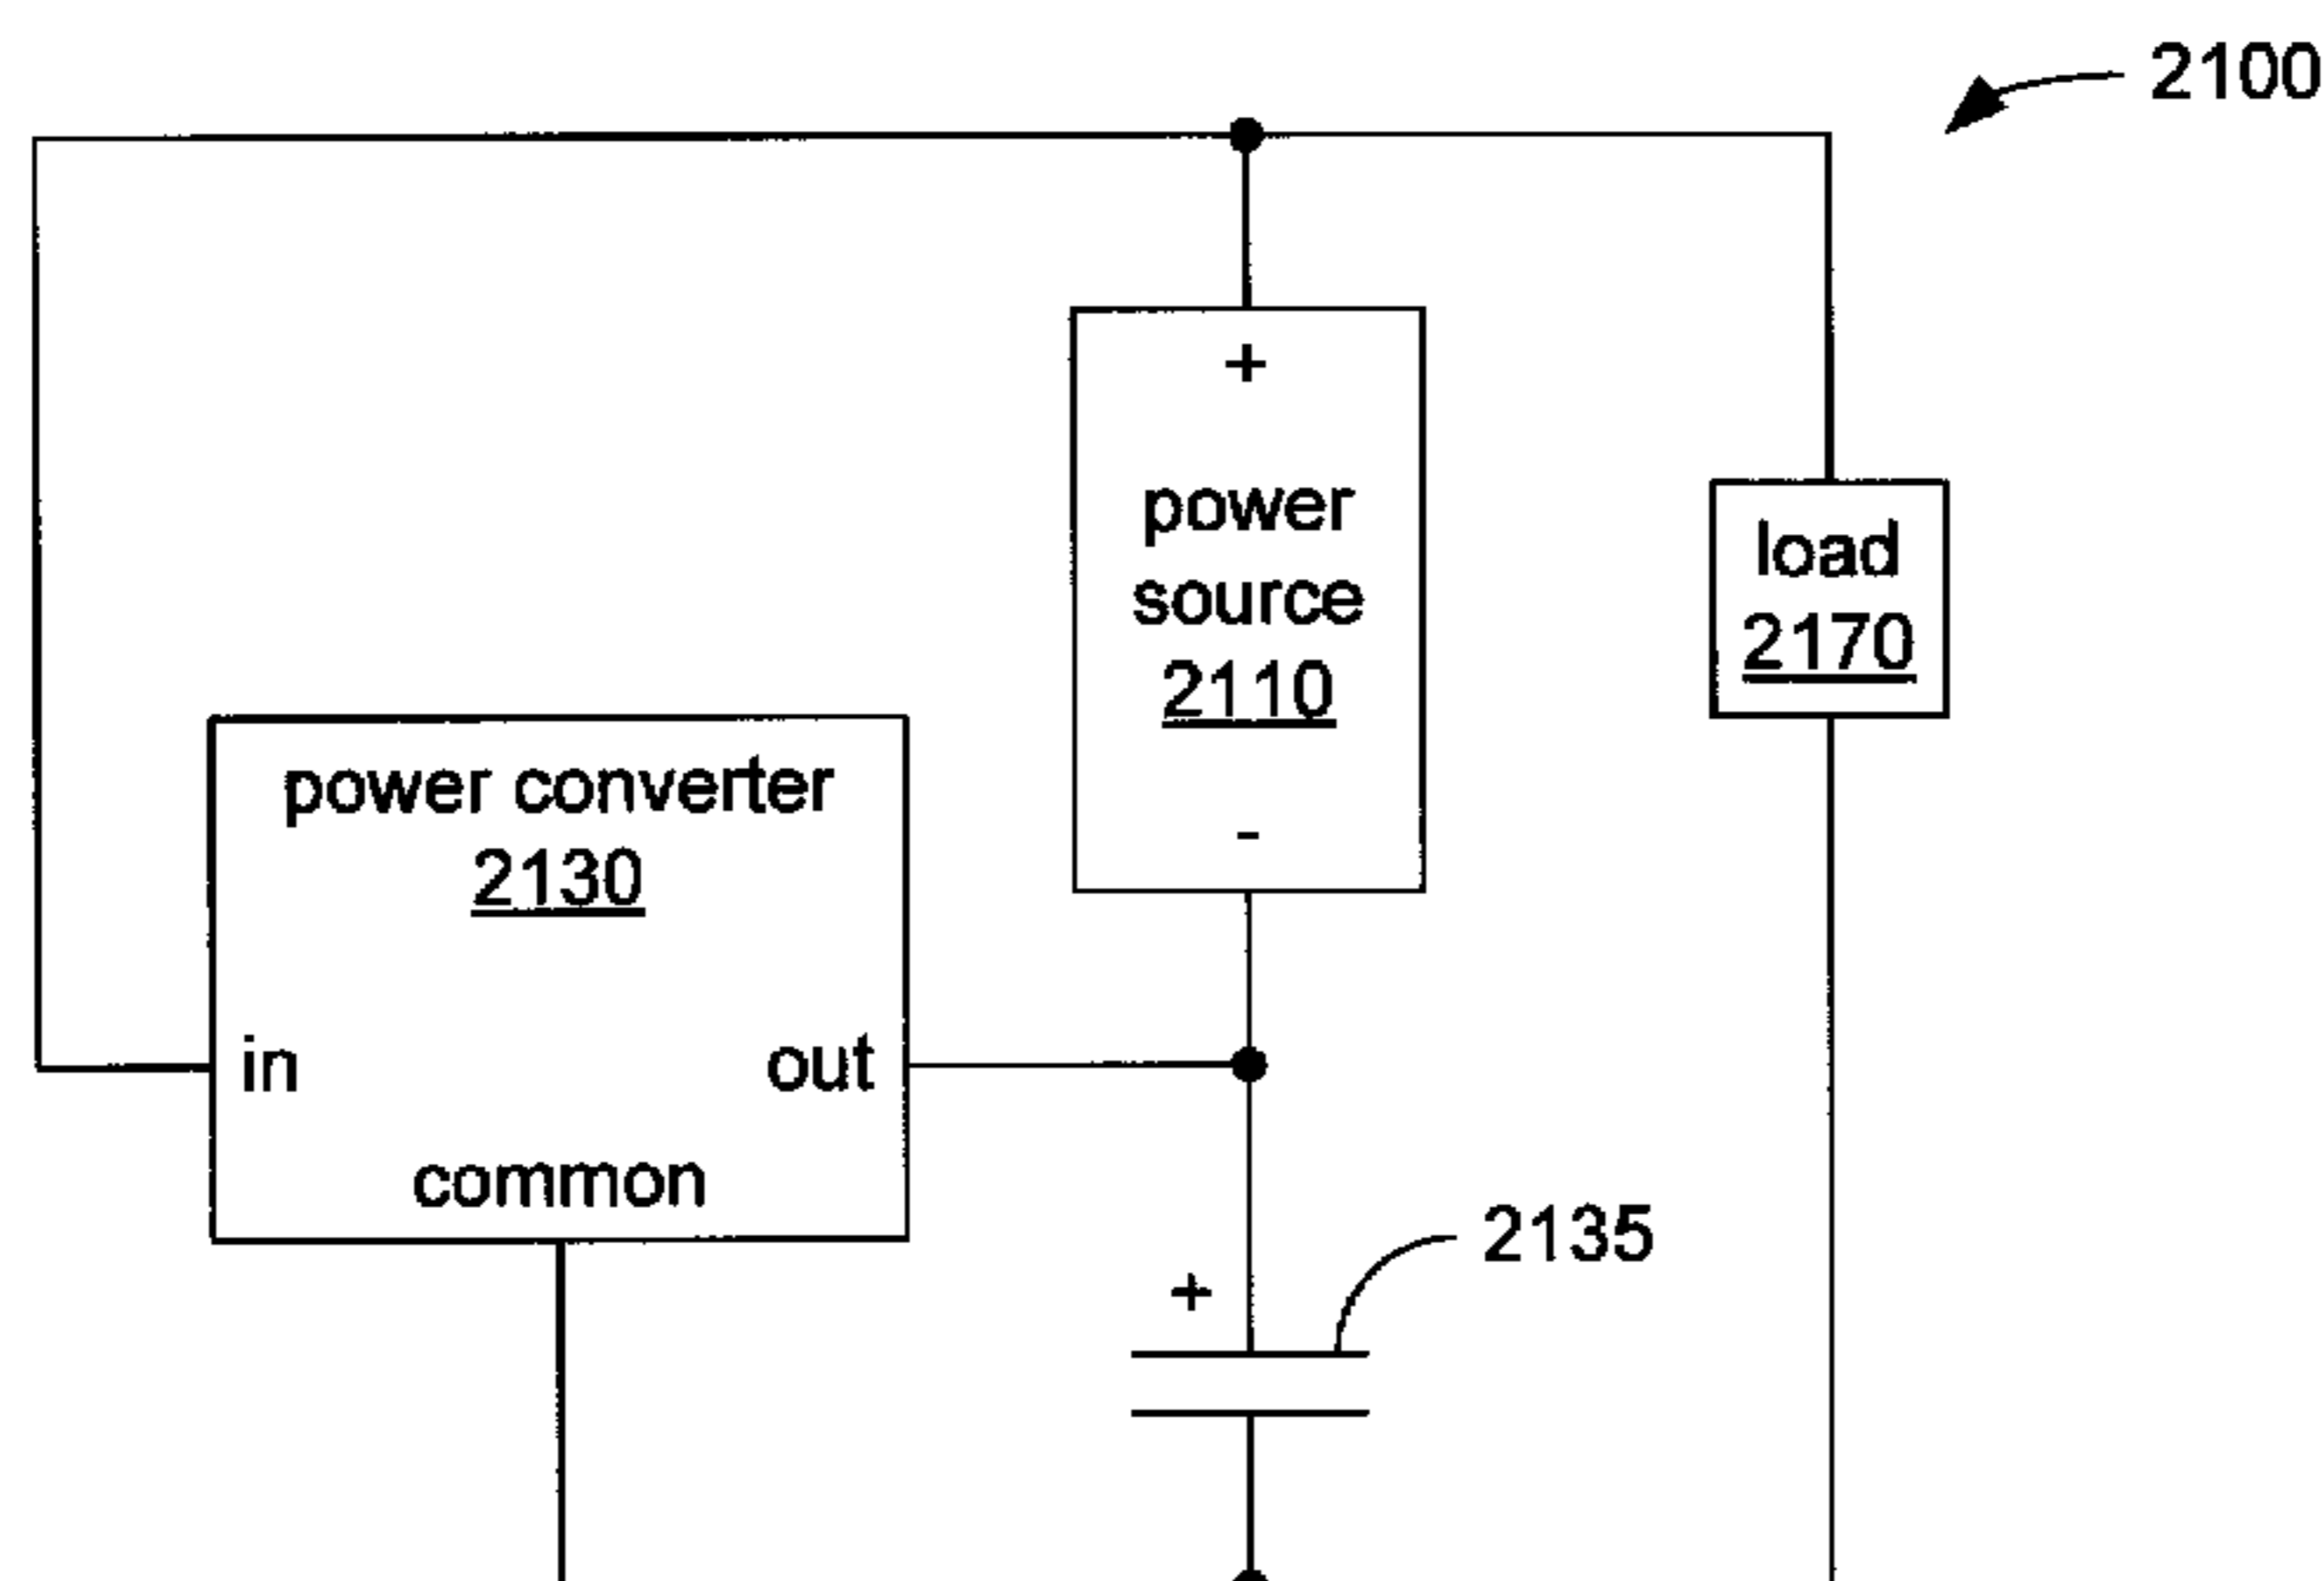 2100
+
power
source
2110
-
load
2170
power converter
2130
in
out
common
2135
+